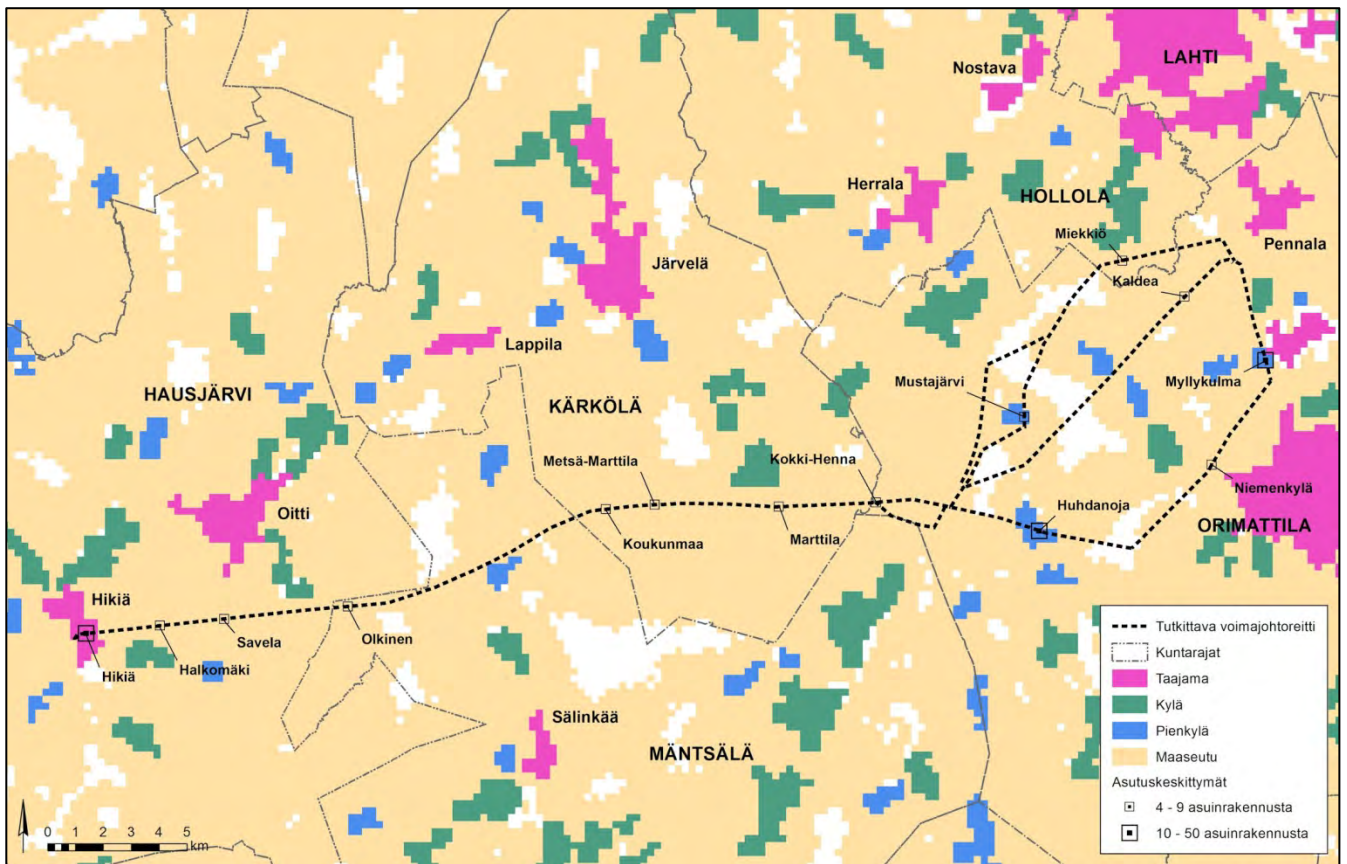 LAHTI
Nostava
Herrala
HOLLOLA
Miekkiö
Pennala
Kaldea
Järvelä
Lappila
HAUSJÄRVI
KÄRKÖLÄ
Mustajärvi
Myllykulma
Metsä-Marttila
Kokki-Henna
Niemenkylä
Oitti
Huhdanoja
ORIMATTILA
Koukunmaa
Marttila
Hikiä
Savela
Olkinen
Halkomäki
Hikiä
Sälinkää
MÄNTSÄLÄ
Tutkittava voimajohtoreitti
Kuntarajat
Taajama
Kylä
Pienkylä
Maaseutu
Asutuskeskittymät
4 - 9 asuinrakennusta
10 - 50 asuinrakennusta
0 1 2 3 4 5
km